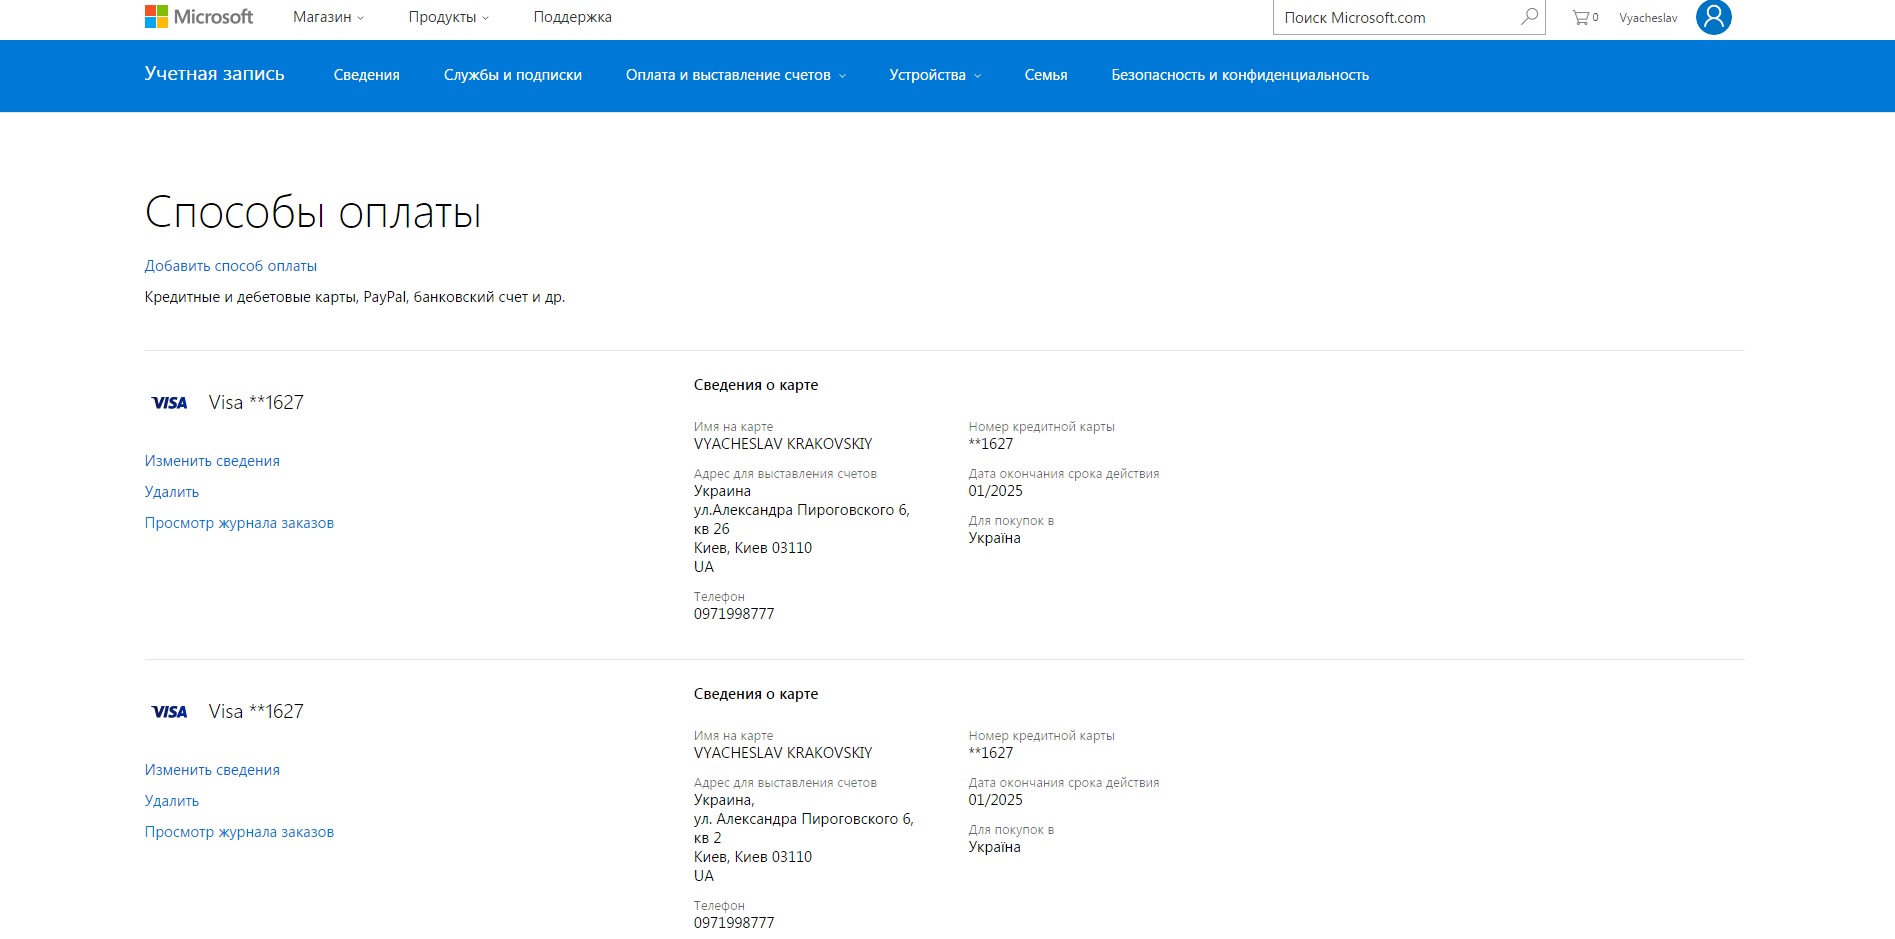 Microsoft Магазин Продукты Поддержка Поиск Microsoft.com 0 Vyacheslav
Учетная запись Сведения Службы и подписки Оплата и выставление счетов Устройства Семья Безопасность и конфиденциальность
Способы оплаты
Добавить способ оплаты
Кредитные и дебетовые карты, PayPal, банковский счет и др.
VISA Visa **1627
Изменить сведения
Удалить
Просмотр журнала заказов
Сведения о карте
Имя на карте
VYACHESLAV KRAKOVSKIY
Адрес для выставления счетов
Украина
ул.Александра Пироговского 6,
кв 26
Киев, Киев 03110
UA
Телефон
0971998777
Номер кредитной карты
**1627
Дата окончания срока действия
01/2025
Для покупок в
Україна
VISA Visa **1627
Изменить сведения
Удалить
Просмотр журнала заказов
Сведения о карте
Имя на карте
VYACHESLAV KRAKOVSKIY
Адрес для выставления счетов
Украина,
ул. Александра Пироговского 6,
кв 2
Киев, Киев 03110
UA
Телефон
0971998777
Номер кредитной карты
**1627
Дата окончания срока действия
01/2025
Для покупок в
Україна